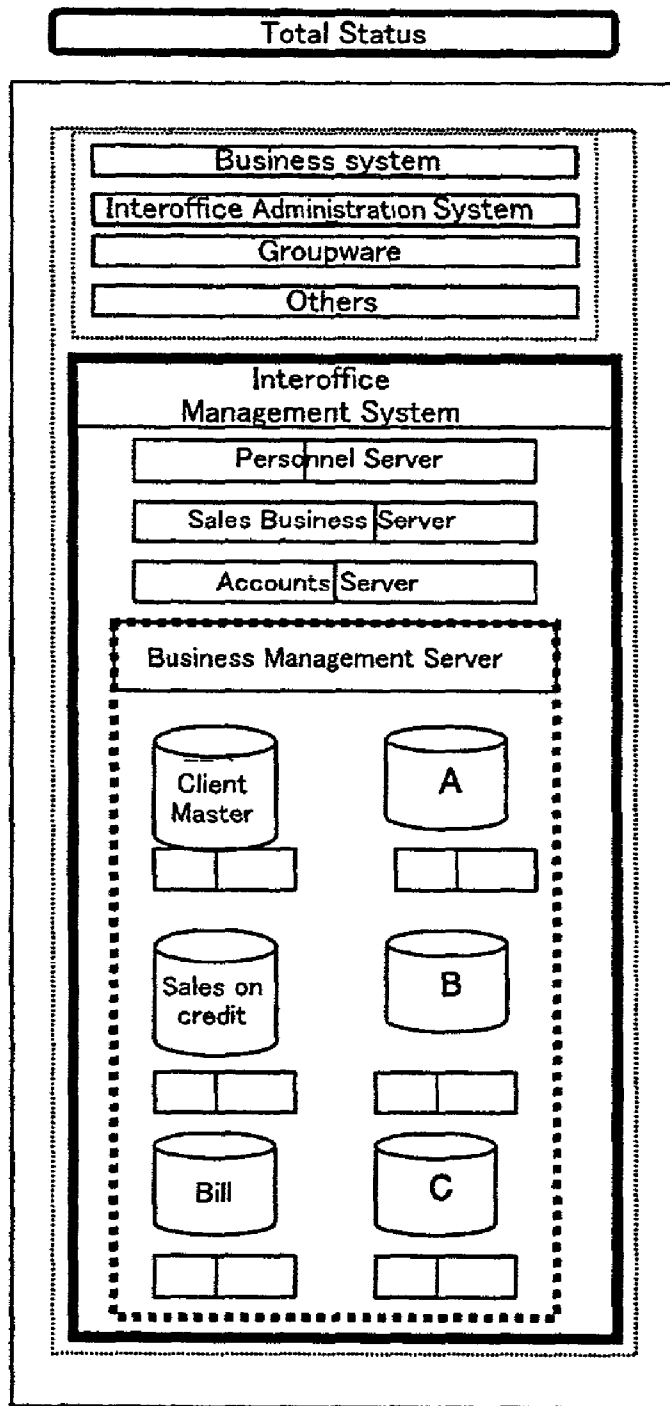 Total Status
Business system
Interoffice Administration System
Groupware
Others
Interoffice
Management System
Personnel Server
Sales Business Server
Accounts Server
Business Management Server
Client
Master
A
Sales on
credit
B
Bill
C